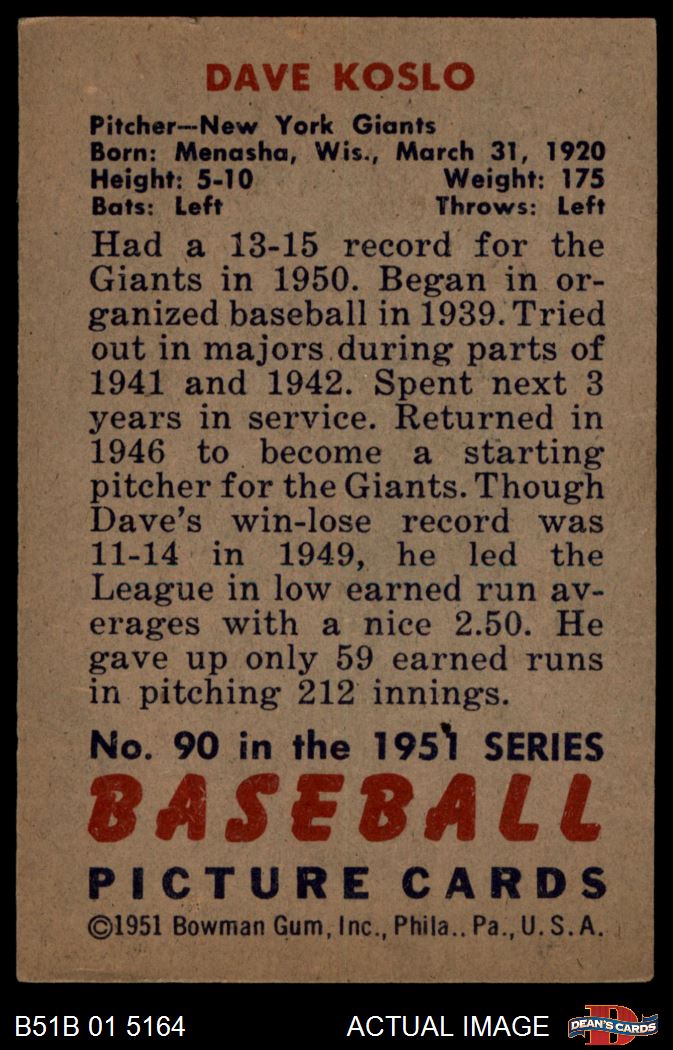 DAVE KOSLO
Pitcher—New York Giants
Born: Menasha, Wis., March 31, 1920
Height: 5-10 Weight: 175
Bats: Left Throws: Left
Had a 13-15 record for the
Giants in 1950. Began in or-
ganized baseball in 1939. Tried
out in majors during parts of
1941 and 1942. Spent next 3
years in service. Returned in
1946 to become a starting
pitcher for the Giants. Though
Dave's win-lose record was
11-14 in 1949, he led the
League in low earned run av-
erages with a nice 2.50. He
gave up only 59 earned runs
in pitching 212 innings.
No. 90 in the 1951 SERIES
BASEBALL
PICTURE CARDS
©1951 Bowman Gum, Inc., Phila.. Pa., U.S.A.
B51B 01 5164 ACTUAL IMAGE D DEAN'S CARDS